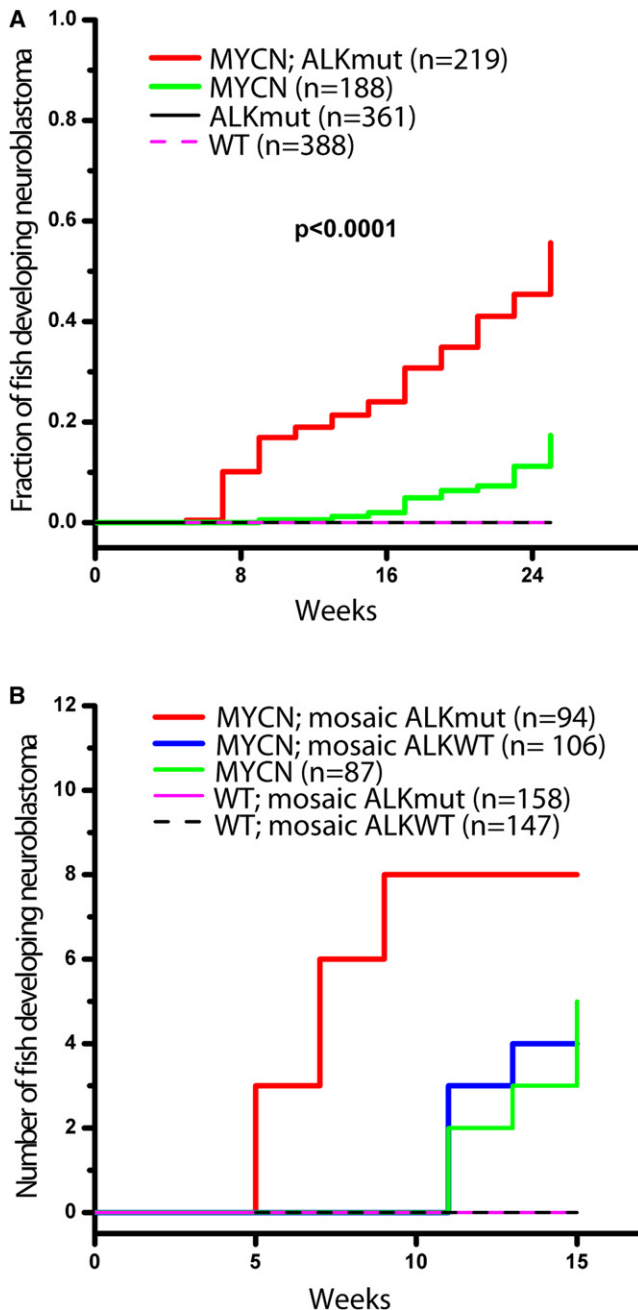 A
1.0
MYCN; ALKmut (n=219)
MYCN (n=188)
ALKmut (n=361)
WT (n=388)
0.8
0.6
p<0.0001
0.4
0.2
0.0
Fraction of fish developing neuroblastoma
0 8 16 24
Weeks
B
12
MYCN; mosaic ALKmut (n=94)
MYCN; mosaic ALKWT (n= 106)
MYCN (n=87)
WT; mosaic ALKmut (n=158)
WT; mosaic ALKWT (n=147)
10
8
6
4
2
0
Number of fish developing neuroblastoma
0 5 10 15
Weeks